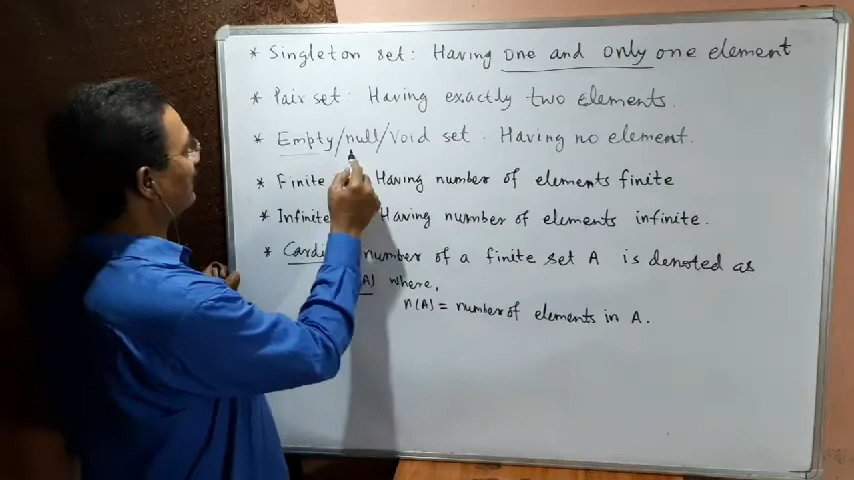 * Singleton set: Having one and only one element
* Pair set: Having exactly two elements.
* Empty/null/Void set: Having no element.
* Finite Having number of elements finite
* Infinite Having number of elements infinite.
* number of a finite set A is denoted as
where,
n(A) = number of elements in A.